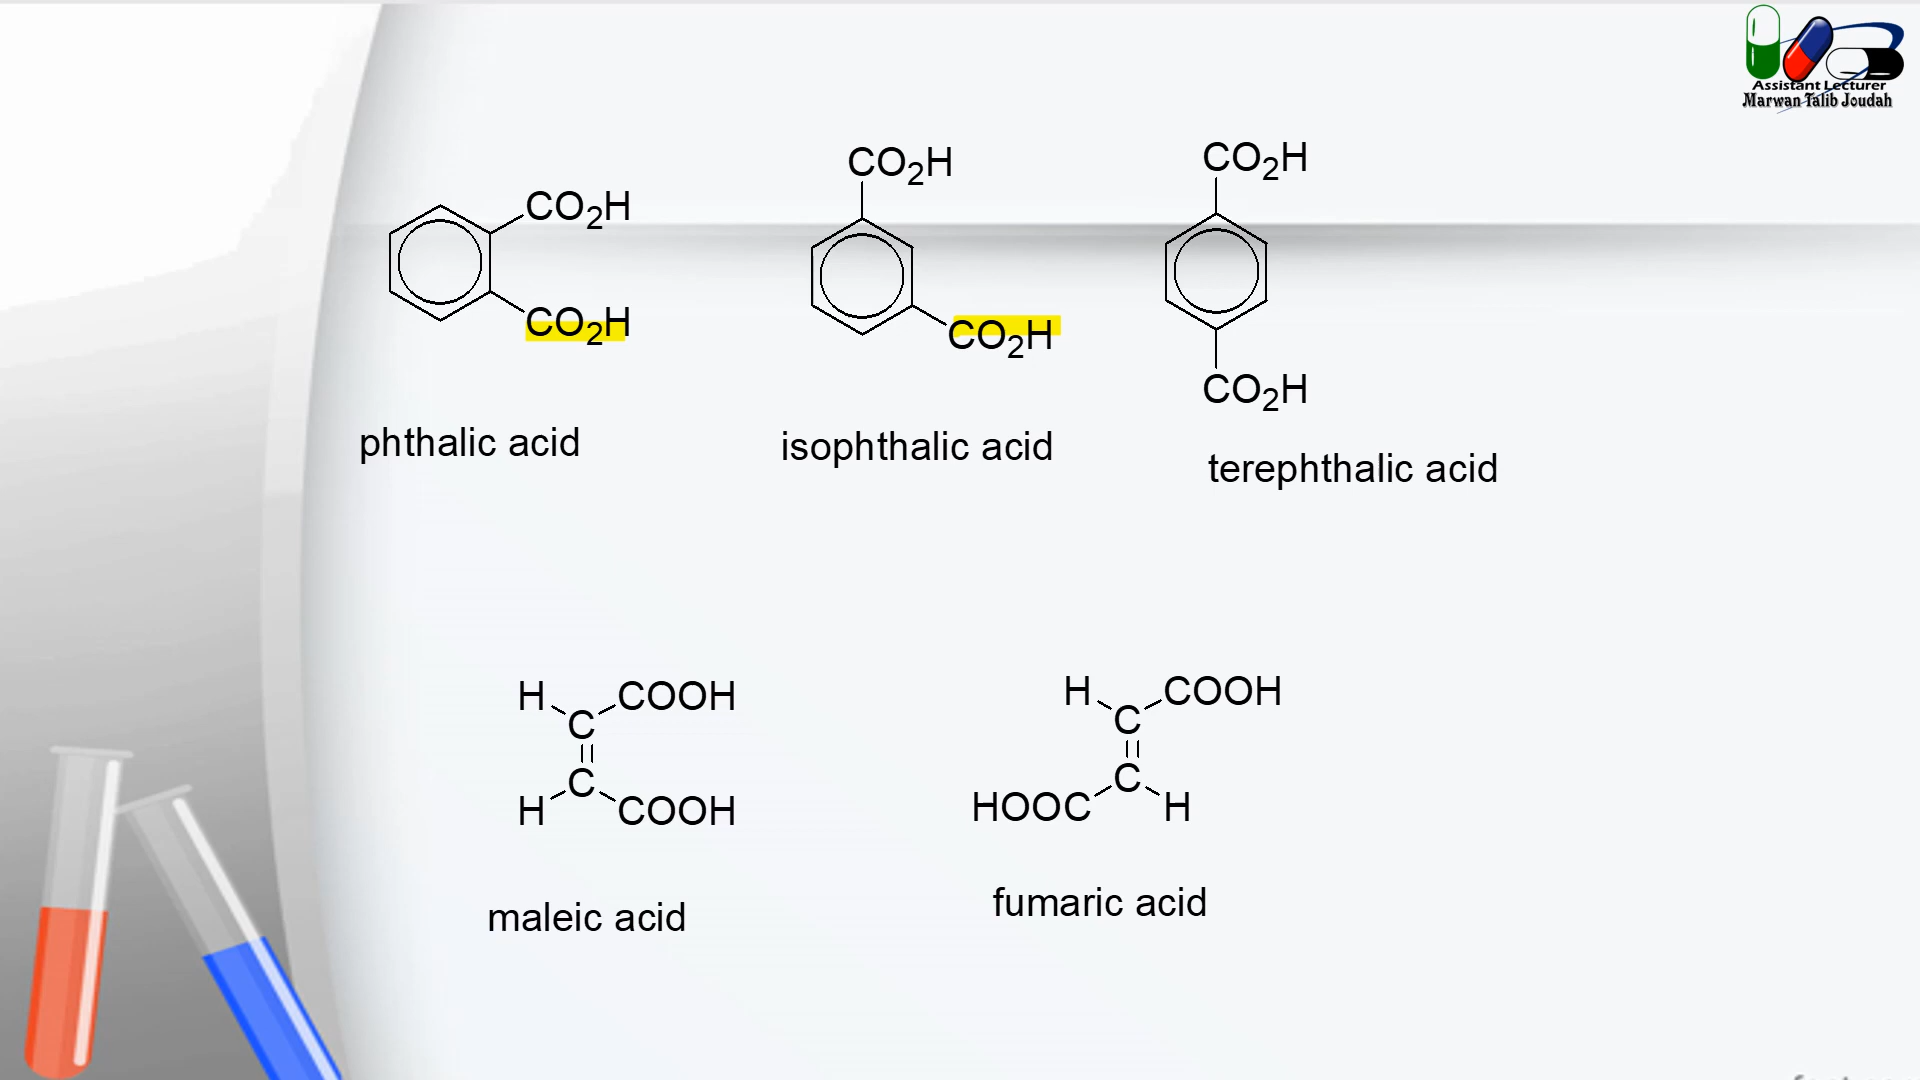 Assistant Lecturer
Marwan Talib Joudah
CO2H
CO2H
phthalic acid
CO2H
CO2H
isophthalic acid
CO2H
CO2H
terephthalic acid
H COOH
C
C
H COOH
maleic acid
H COOH
C
C
HOOC H
fumaric acid